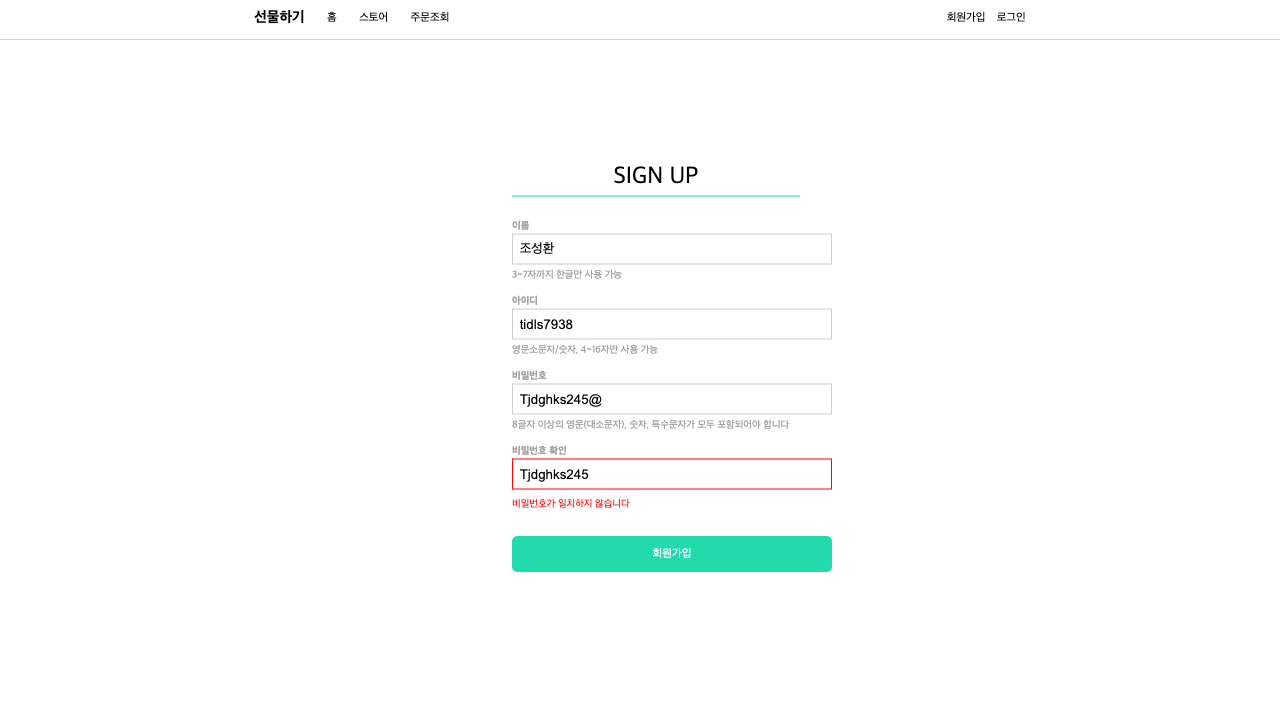 선물하기 홈 스토어 주문조회 회원가입 로그인
SIGN UP
이름
조성환
3~7자까지 한글만 사용 가능
아이디
tidls7938
영문소문자/숫자, 4~16자만 사용 가능
비밀번호
Tjdghks245@
8글자 이상의 영문(대소문자), 숫자, 특수문자가 모두 포함되어야 합니다
비밀번호 확인
Tjdghks245
비밀번호가 일치하지 않습니다
회원가입